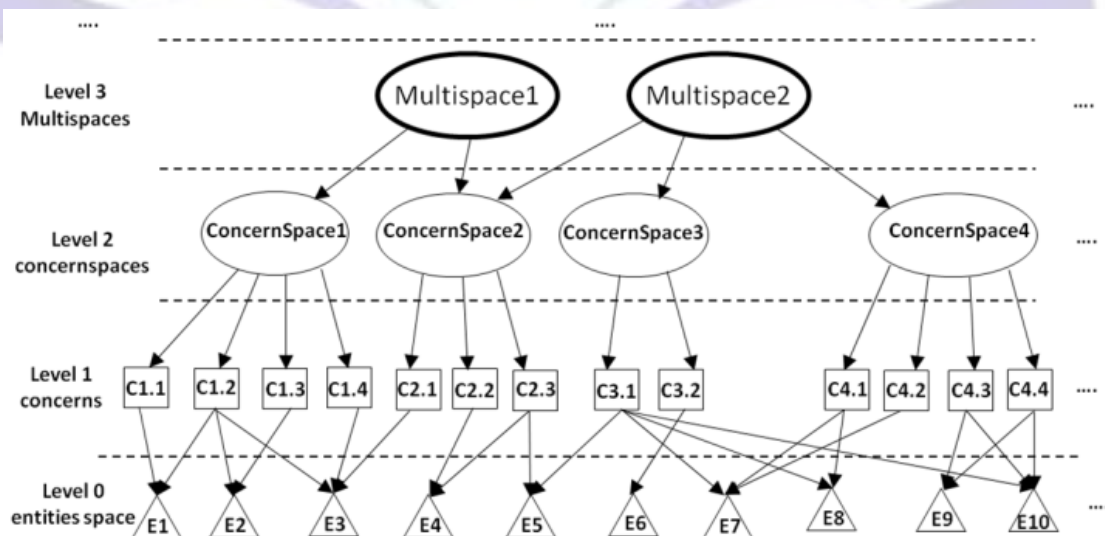 .... ....
Level 3
Multispaces
Multispace1 Multispace2 ....
Level 2
concernspaces
ConcernSpace1 ConcernSpace2 ConcernSpace3 ConcernSpace4 ....
Level 1
concerns
C1.1 C1.2 C1.3 C1.4 C2.1 C2.2 C2.3 C3.1 C3.2 C4.1 C4.2 C4.3 C4.4 ....
Level 0
entities space
E1 E2 E3 E4 E5 E6 E7 E8 E9 E10 ....